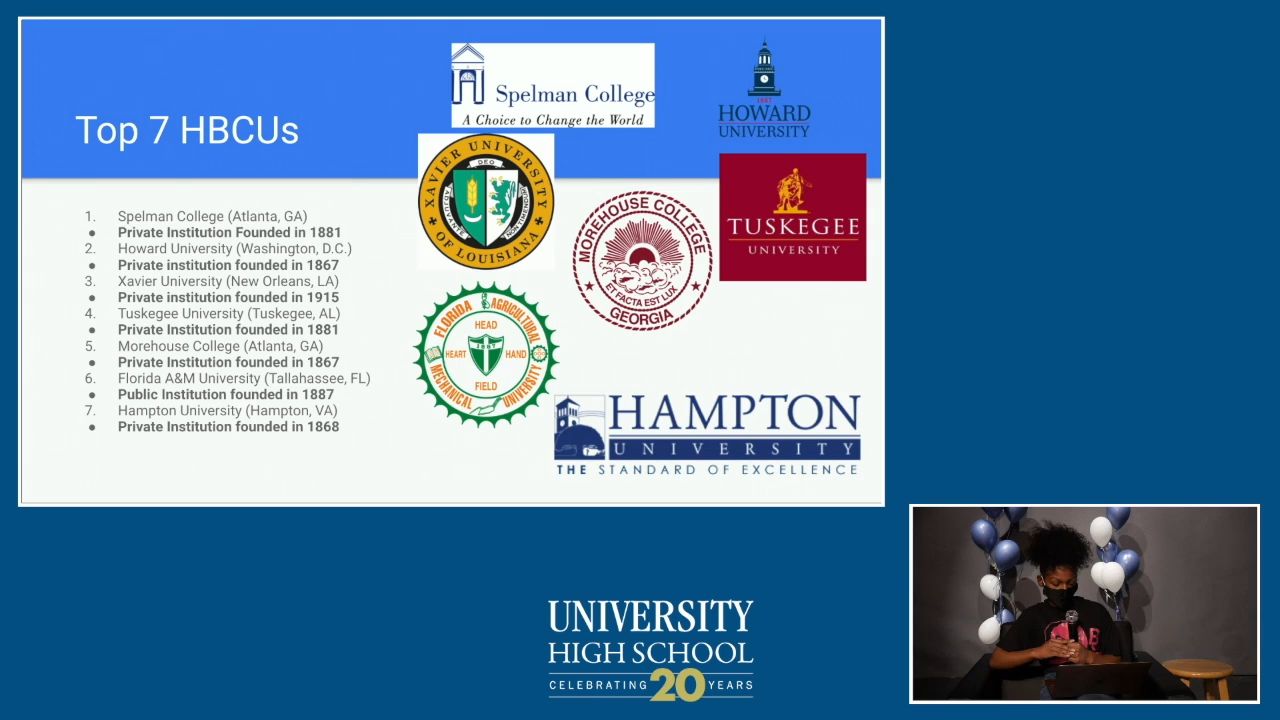 Top 7 HBCUs
1. Spelman College (Atlanta, GA)
● Private Institution Founded in 1881
2. Howard University (Washington, D.C.)
● Private institution founded in 1867
3. Xavier University (New Orleans, LA)
● Private institution founded in 1915
4. Tuskegee University (Tuskegee, AL)
● Private Institution founded in 1881
5. Morehouse College (Atlanta, GA)
● Private Institution founded in 1867
6. Florida A&M University (Tallahassee, FL)
● Public Institution founded in 1887
7. Hampton University (Hampton, VA)
● Private Institution founded in 1868
Spelman College
A Choice to Change the World
1867
HOWARD
UNIVERSITY
XAVIER UNIVERSITY
OF LOUISIANA
DEO
MOREHOUSE COLLEGE
ET FACTA EST LUX
GEORGIA
TUSKEGEE
UNIVERSITY
FLORIDA AGRICULTURAL
MECHANICAL UNIVERSITY
HEAD
1887
HEART HAND
FIELD
HAMPTON
UNIVERSITY
THE STANDARD OF EXCELLENCE
UNIVERSITY
HIGH SCHOOL
CELEBRATING 20 YEARS